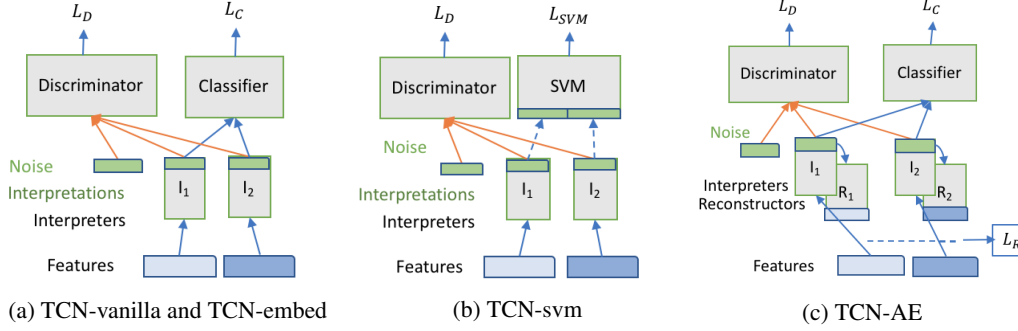 L_D
L_C
Discriminator
Classifier
Noise
Interpretations
Interpreters
I_1
I_2
Features
(a) TCN-vanilla and TCN-embed
L_D
L_SVM
Discriminator
SVM
Noise
Interpretations
Interpreters
I_1
I_2
Features
(b) TCN-svm
L_D
L_C
Discriminator
Classifier
Noise
I_1
I_2
Interpreters
Reconstructors
R_1
R_2
L_R
Features
(c) TCN-AE